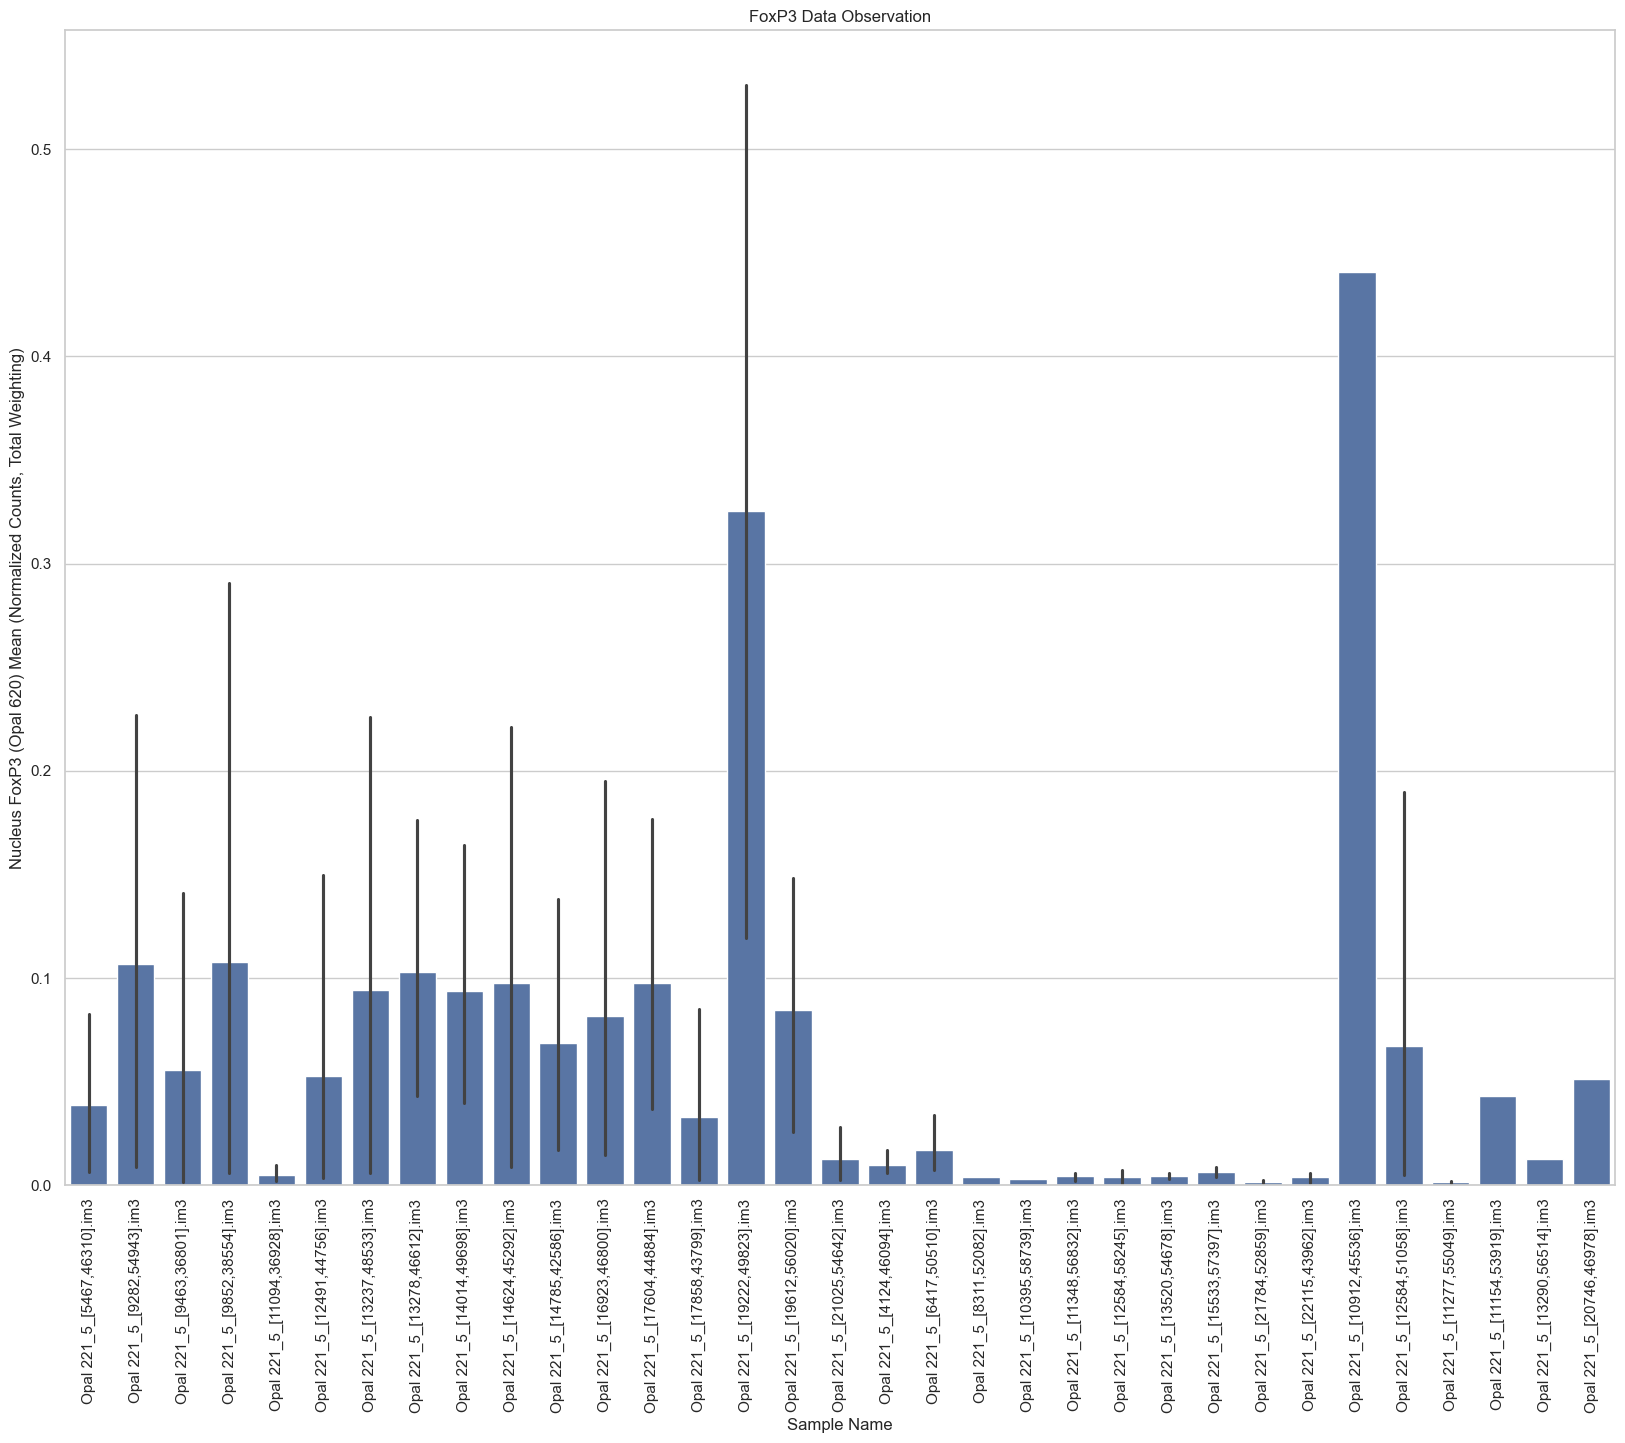 FoxP3 Data Observation
Nucleus FoxP3 (Opal 620) Mean (Normalized Counts, Total Weighting)
0.5
0.4
0.3
0.2
0.1
0.0
Opal 221_5_[5467,46310].im3
Opal 221_5_[9282,54943].im3
Opal 221_5_[9463,36801].im3
Opal 221_5_[9852,38554].im3
Opal 221_5_[11094,36928].im3
Opal 221_5_[12491,44756].im3
Opal 221_5_[13237,48533].im3
Opal 221_5_[13278,46612].im3
Opal 221_5_[14014,49698].im3
Opal 221_5_[14624,45292].im3
Opal 221_5_[14785,42586].im3
Opal 221_5_[16923,46800].im3
Opal 221_5_[17604,44884].im3
Opal 221_5_[17858,43799].im3
Opal 221_5_[19222,49823].im3
Opal 221_5_[19612,56020].im3
Opal 221_5_[21025,54642].im3
Opal 221_5_[4124,46094].im3
Opal 221_5_[6417,50510].im3
Opal 221_5_[8311,52082].im3
Opal 221_5_[10395,58739].im3
Opal 221_5_[11348,56832].im3
Opal 221_5_[12584,58245].im3
Opal 221_5_[13520,54678].im3
Opal 221_5_[15533,57397].im3
Opal 221_5_[21784,52859].im3
Opal 221_5_[22115,43962].im3
Opal 221_5_[10912,45536].im3
Opal 221_5_[12584,51058].im3
Opal 221_5_[11277,55049].im3
Opal 221_5_[11154,53919].im3
Opal 221_5_[13290,56514].im3
Opal 221_5_[20746,46978].im3
Sample Name